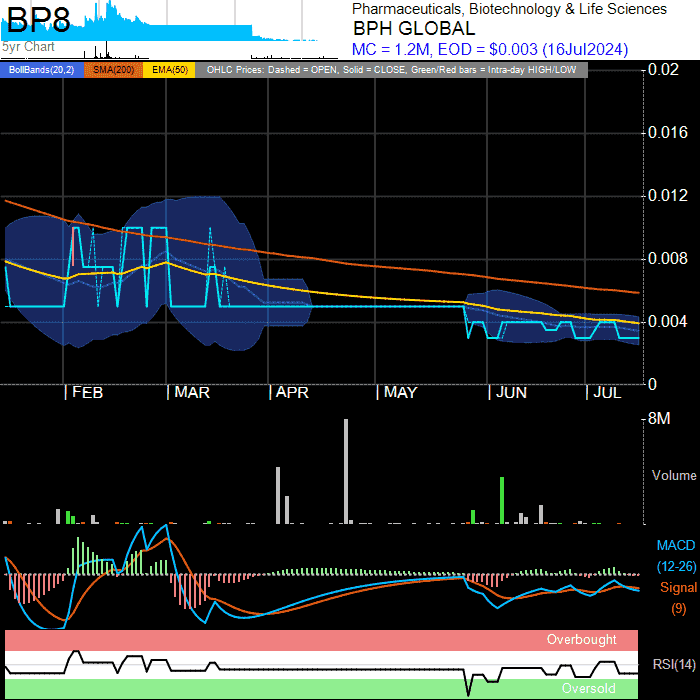 BP8
5yr Chart
Pharmaceuticals, Biotechnology & Life Sciences
BPH GLOBAL
MC = 1.2M, EOD = $0.003 (16Jul2024)
BollBands(20,2) SMA(200) EMA(50) OHLC Prices: Dashed = OPEN, Solid = CLOSE, Green/Red bars = Intra-day HIGH/LOW
0.02
0.016
0.012
0.008
0.004
0
FEB MAR APR MAY JUN JUL
8M
Volume
MACD
(12-26)
Signal
(9)
Overbought
RSI(14)
Oversold